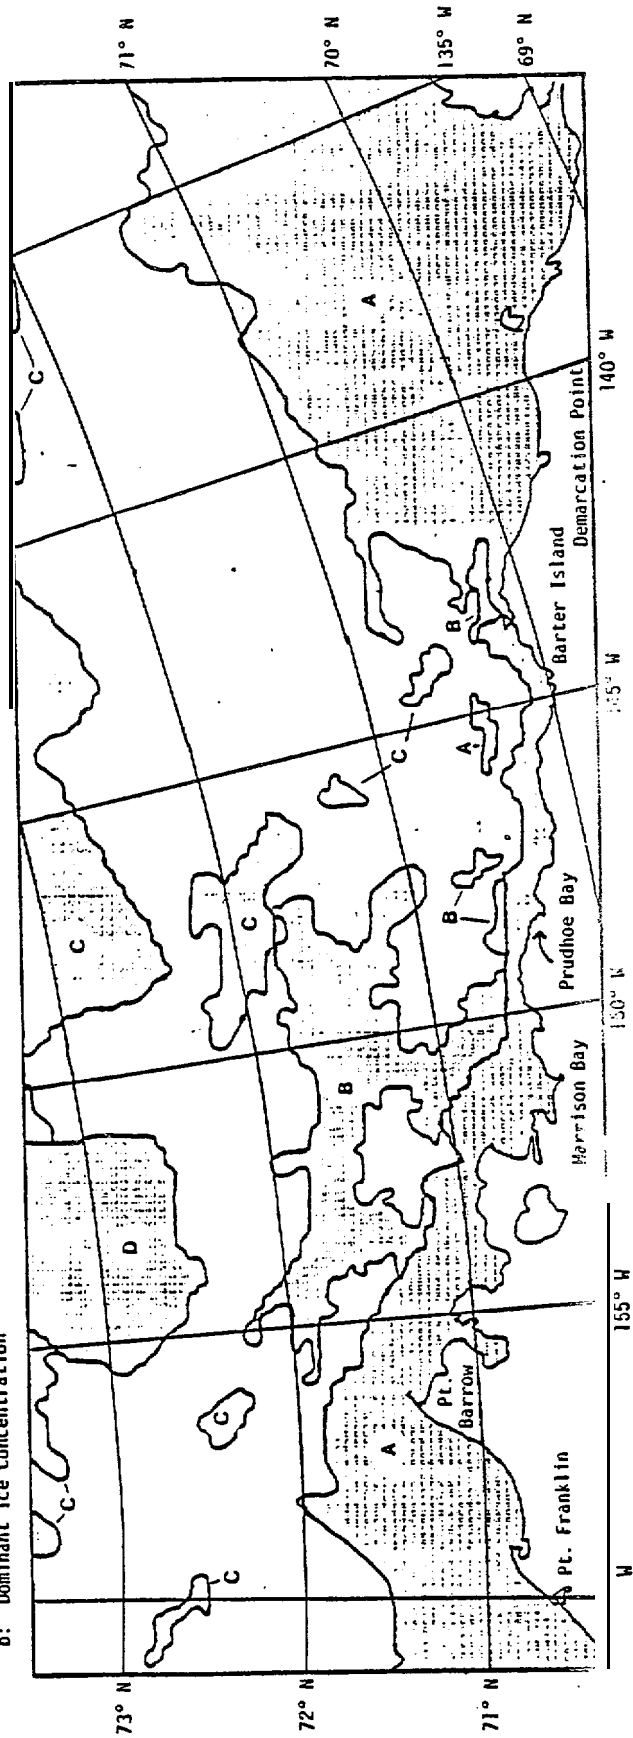 B: Dominant Ice Concentration
71° N
70° N
135° W
69° N
C
A
140° W
Demarcation Point
B
Barter Island
C
A
C
C
B
Prudhoe Bay
B
Harrison Bay
D
155° W
C
Pt.
Barrow
A
C
C
Pt. Franklin
W
73° N
72° N
71° N